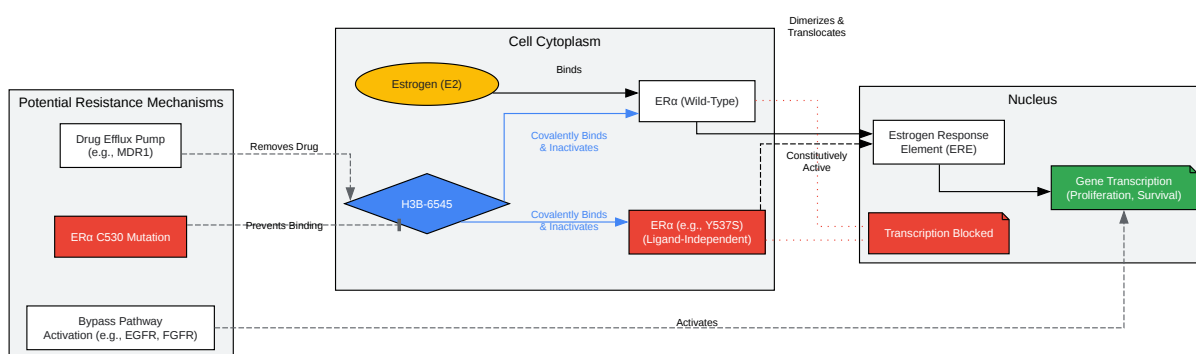 Dimerizes &
Translocates
Cell Cytoplasm
Estrogen (E2)
Binds
ERα (Wild-Type)
Covalently Binds
& Inactivates
H3B-6545
Covalently Binds
& Inactivates
ERα (e.g., Y537S)
(Ligand-Independent)
Potential Resistance Mechanisms
Drug Efflux Pump
(e.g., MDR1)
Removes Drug
ERα C530 Mutation
Prevents Binding
Bypass Pathway
Activation (e.g., EGFR, FGFR)
Activates
Nucleus
Constitutively
Active
Estrogen Response
Element (ERE)
Gene Transcription
(Proliferation, Survival)
Transcription Blocked